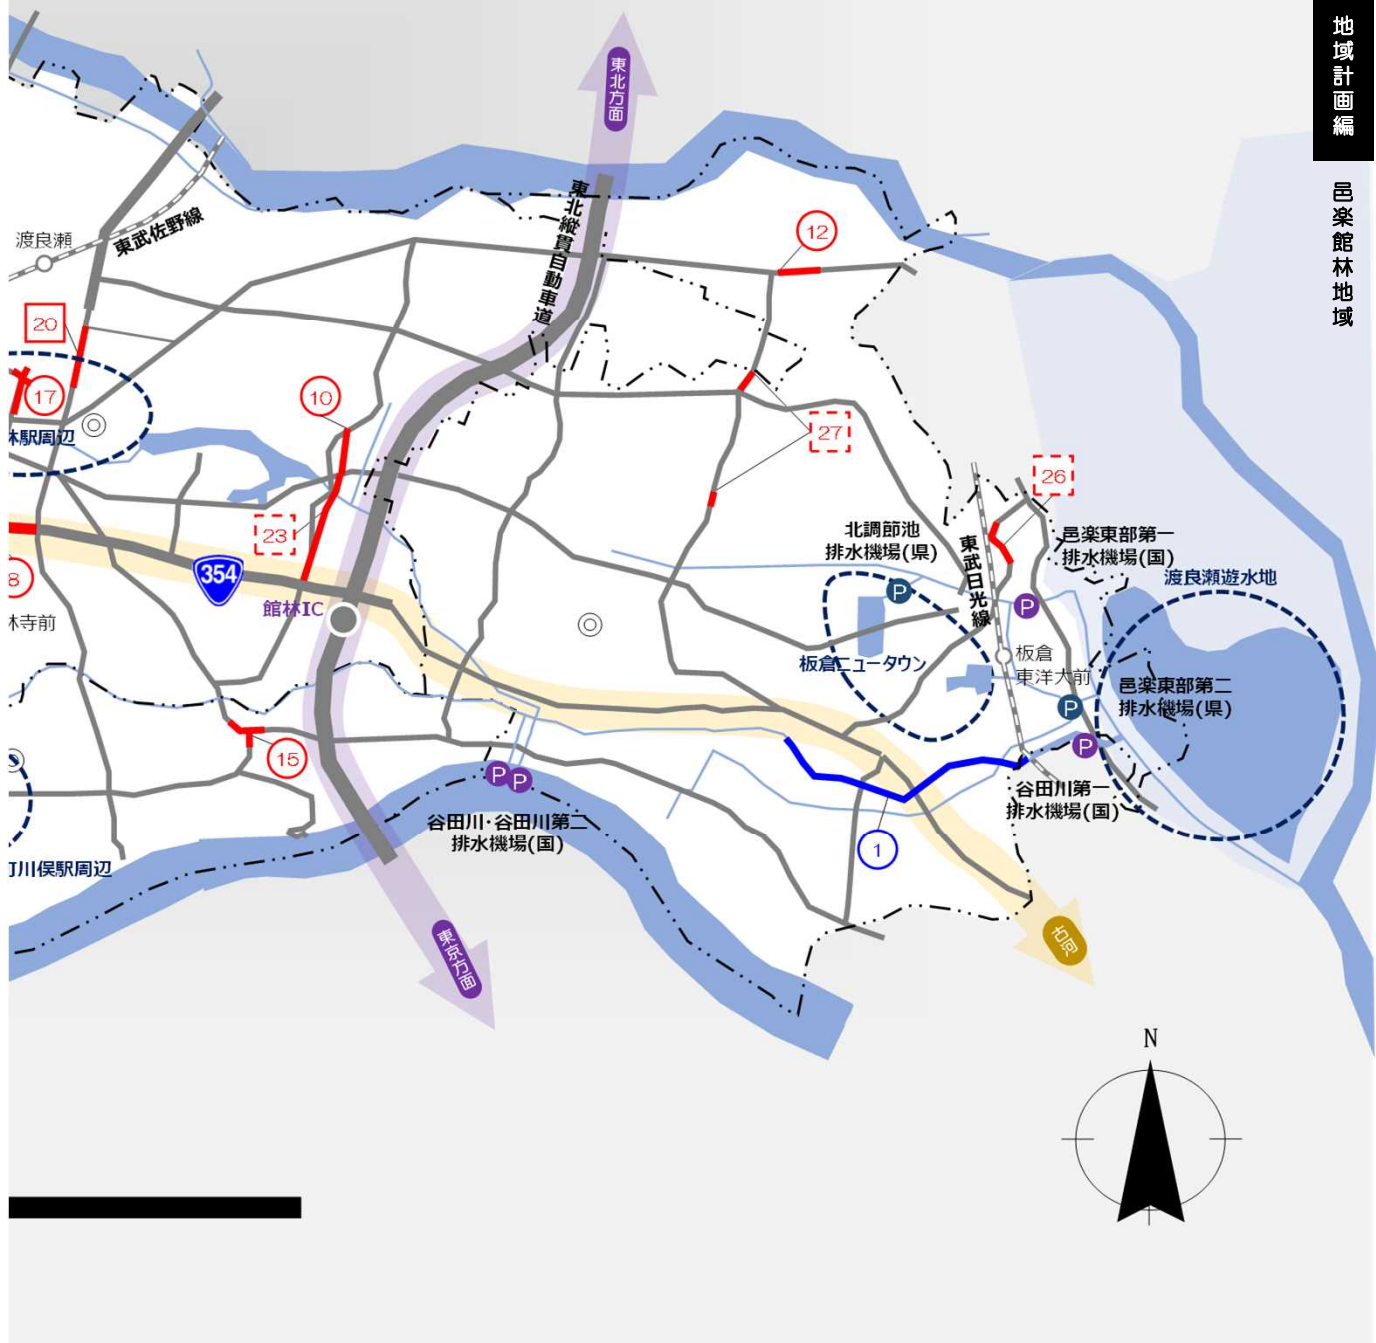 地域計画編
邑楽館林地域
東北方面
渡良瀬
東武佐野線
東北縦貫自動車道
12
20
17
10
林駅周辺
27
26
23
北調節池
排水機場(県)
東武日光線
邑楽東部第一
排水機場(国)
渡良瀬遊水地
354
8
館林IC
林寺前
P
P
板倉ニュータウン
板倉
東洋大前
邑楽東部第二
排水機場(県)
P
P
15
P
P
谷田川・谷田川第二
排水機場(国)
谷田川第一
排水機場(国)
1
川俣駅周辺
東京方面
古河
N